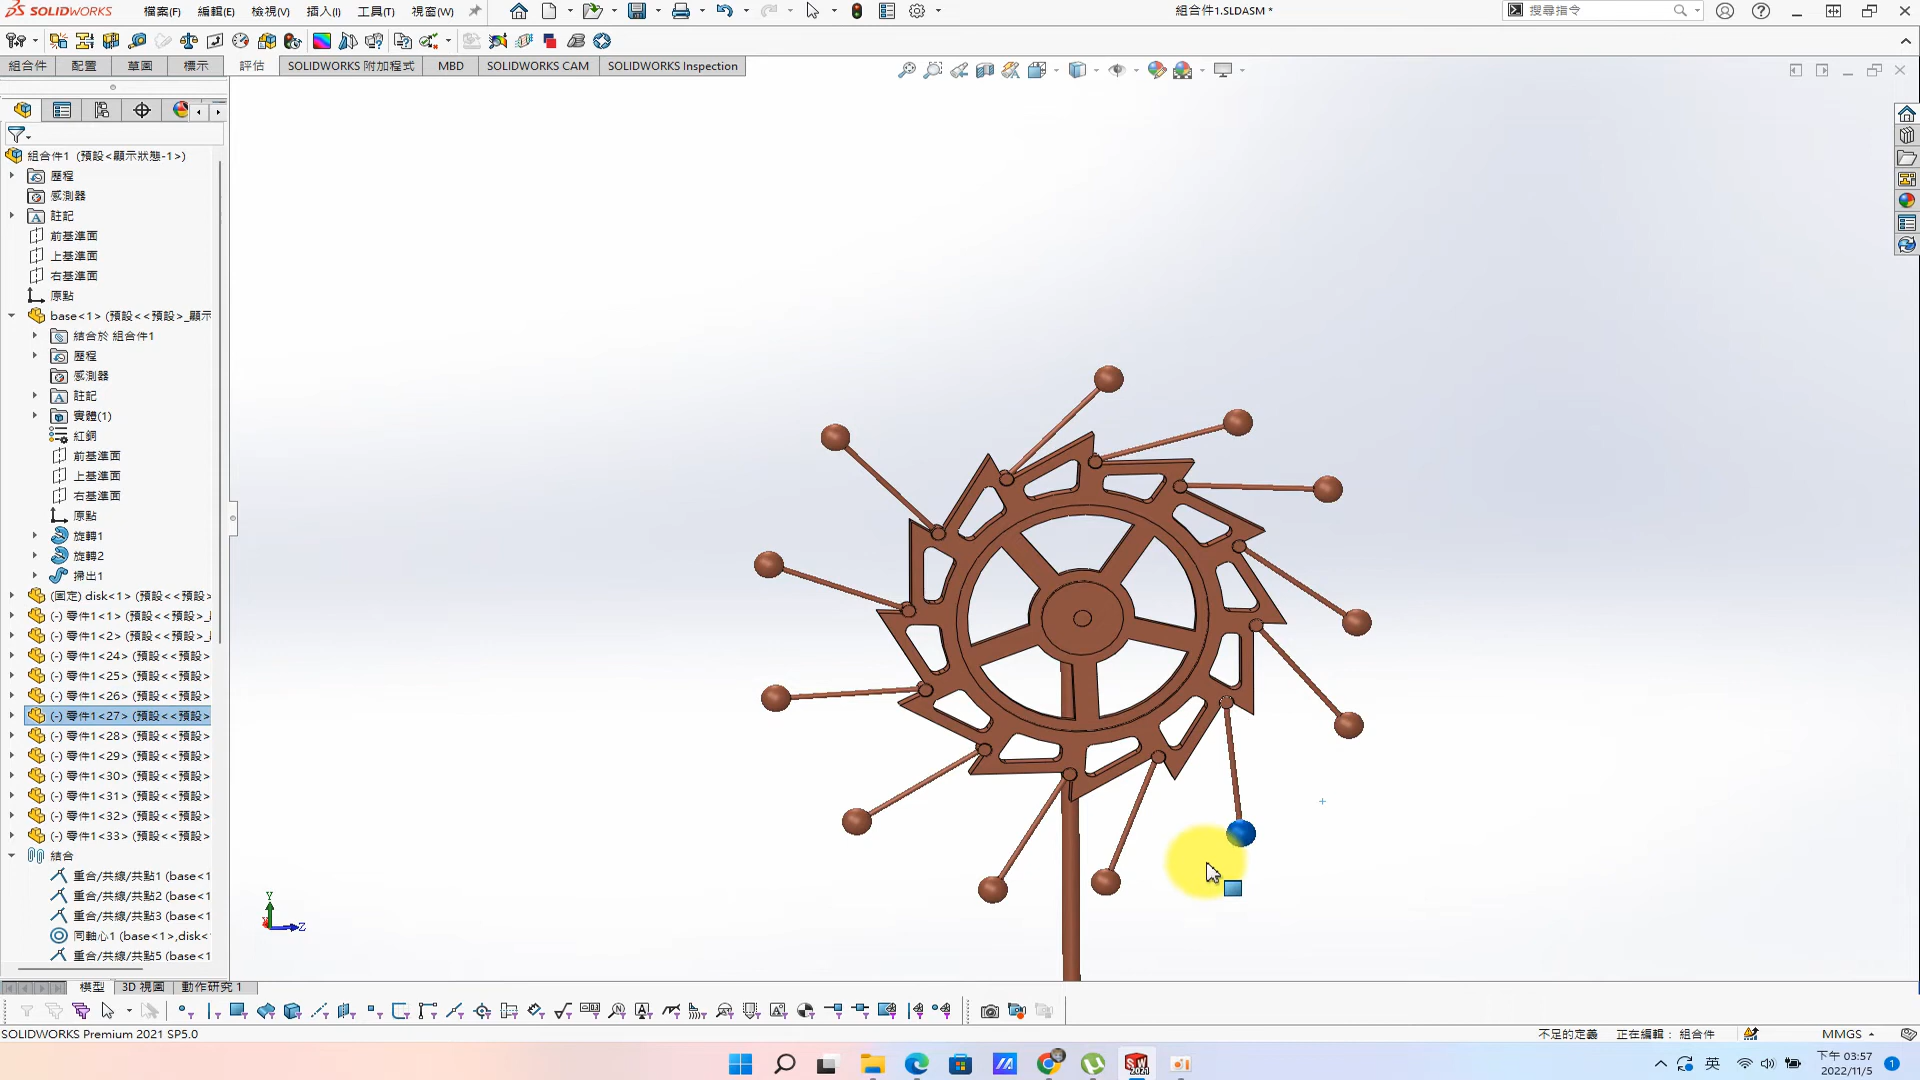 SOLIDWORKS
檔案(F)
編輯(E)
檢視(V)
插入(I)
工具(T)
視窗(W)
組合件1.SLDASM *
搜尋指令
組合件
配置
草圖
標示
評估
SOLIDWORKS 附加程式
MBD
SOLIDWORKS CAM
SOLIDWORKS Inspection
組合件1 (預設<顯示狀態-1>)
歷程
感測器
註記
前基準面
上基準面
右基準面
原點
base<1> (預設<<預設>_顯示
結合於 組合件1
歷程
感測器
註記
實體(1)
紅銅
前基準面
上基準面
右基準面
原點
旋轉1
旋轉2
掃出1
(固定) disk<1> (預設<<預設>
(-) 零件1<1> (預設<<預設>_
(-) 零件1<2> (預設<<預設>_
(-) 零件1<24> (預設<<預設>
(-) 零件1<25> (預設<<預設>
(-) 零件1<26> (預設<<預設>
(-) 零件1<27> (預設<<預設>
(-) 零件1<28> (預設<<預設>
(-) 零件1<29> (預設<<預設>
(-) 零件1<30> (預設<<預設>
(-) 零件1<31> (預設<<預設>
(-) 零件1<32> (預設<<預設>
(-) 零件1<33> (預設<<預設>
結合
重合/共線/共點1 (base<1
重合/共線/共點2 (base<1
重合/共線/共點3 (base<1
同軸心1 (base<1>,disk<
重合/共線/共點5 (base<1
Y
Z
模型
3D 視圖
動作研究 1
SOLIDWORKS Premium 2021 SP5.0
不足的定義
正在編輯： 組合件
MMGS
英
下午 03:57
2022/11/5
1